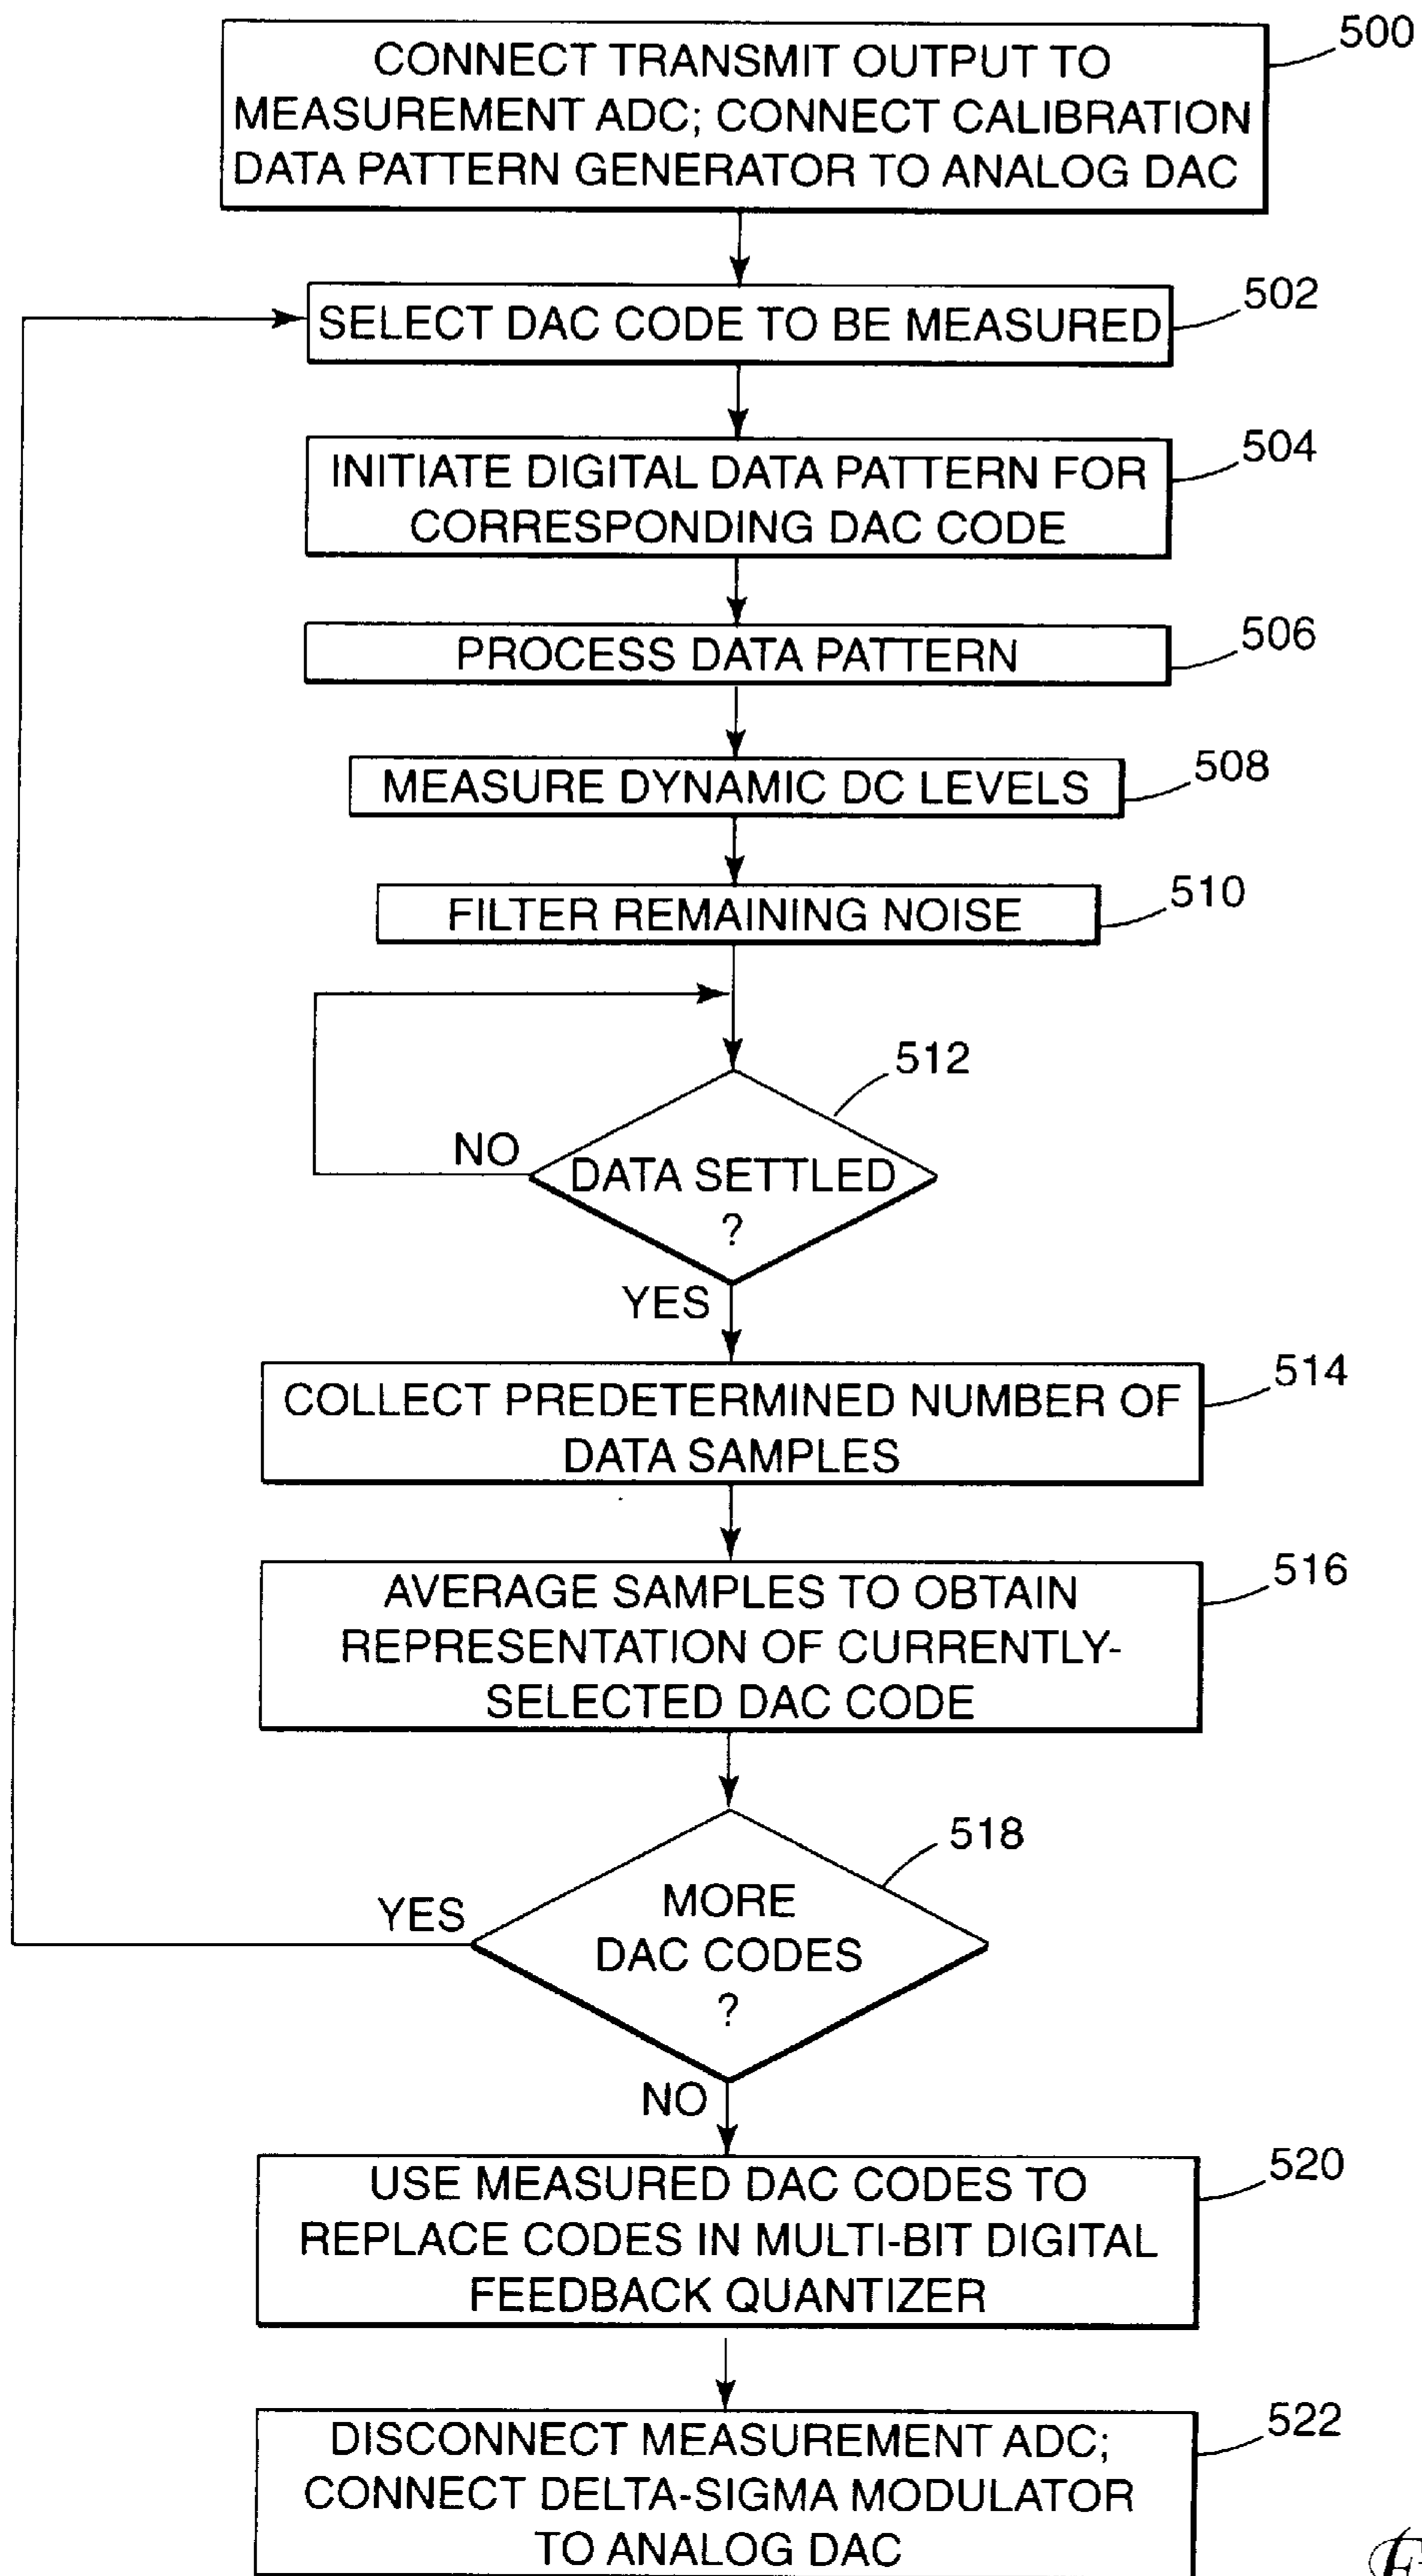 500
CONNECT TRANSMIT OUTPUT TO
MEASUREMENT ADC; CONNECT CALIBRATION
DATA PATTERN GENERATOR TO ANALOG DAC
502
SELECT DAC CODE TO BE MEASURED
504
INITIATE DIGITAL DATA PATTERN FOR
CORRESPONDING DAC CODE
506
PROCESS DATA PATTERN
508
MEASURE DYNAMIC DC LEVELS
510
FILTER REMAINING NOISE
512
NO
DATA SETTLED
?
YES
514
COLLECT PREDETERMINED NUMBER OF
DATA SAMPLES
516
AVERAGE SAMPLES TO OBTAIN
REPRESENTATION OF CURRENTLY-
SELECTED DAC CODE
518
YES
MORE
DAC CODES
?
NO
520
USE MEASURED DAC CODES TO
REPLACE CODES IN MULTI-BIT DIGITAL
FEEDBACK QUANTIZER
522
DISCONNECT MEASUREMENT ADC;
CONNECT DELTA-SIGMA MODULATOR
TO ANALOG DAC